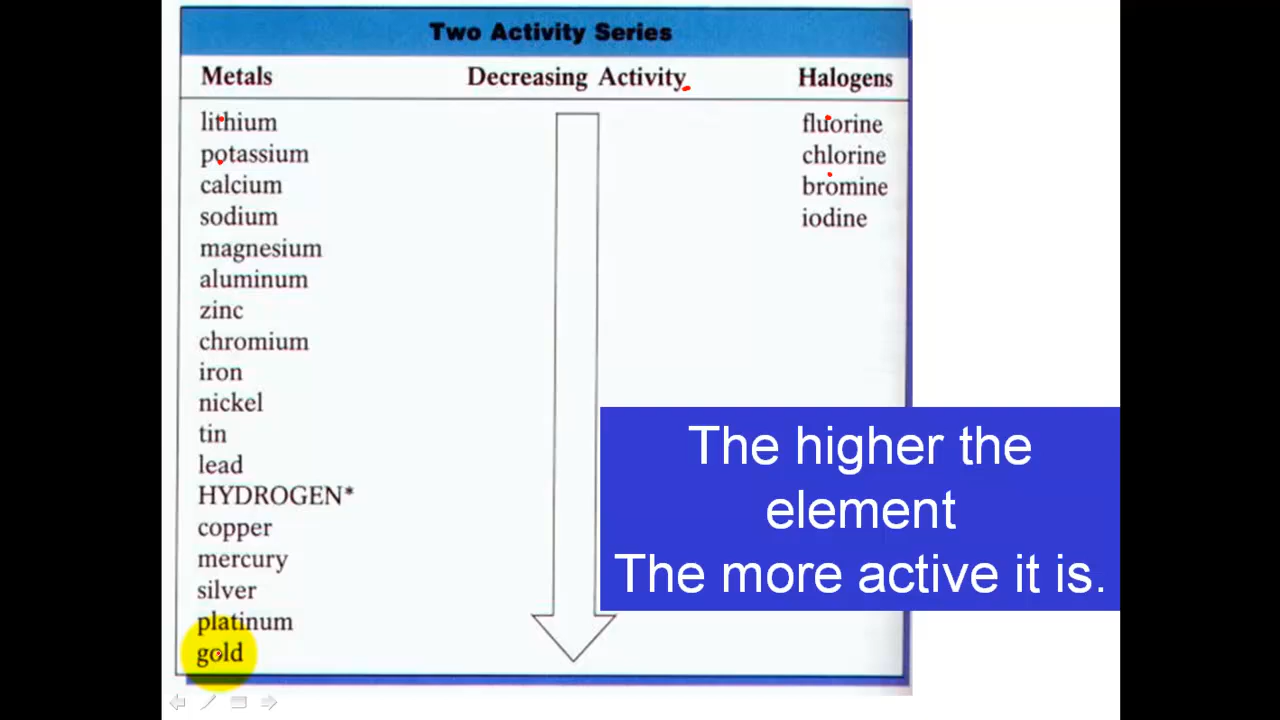 Two Activity Series
Metals Decreasing Activity Halogens
lithium fluorine
potassium chlorine
calcium bromine
sodium iodine
magnesium
aluminum
zinc
chromium
iron
nickel
tin
lead
HYDROGEN*
copper
mercury
silver
platinum
gold
The higher the
element
The more active it is.